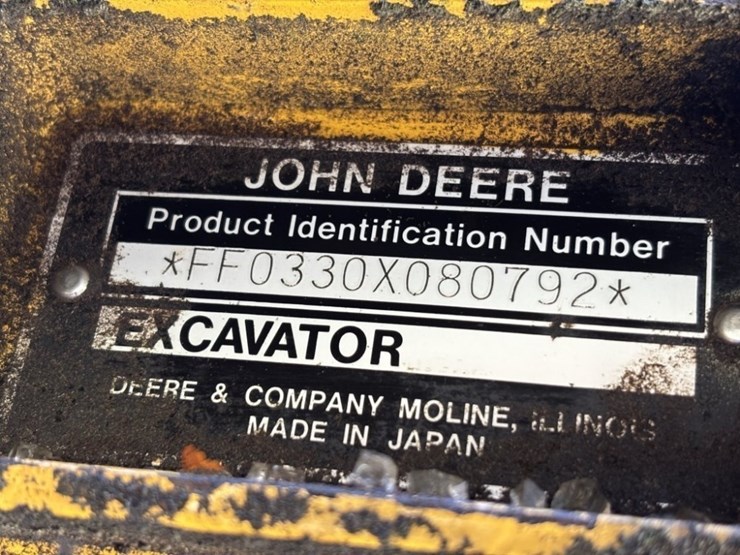 JOHN DEERE
Product Identification Number
*FF0330X080792*
EXCAVATOR
DEERE & COMPANY MOLINE, ILLINOIS
MADE IN JAPAN